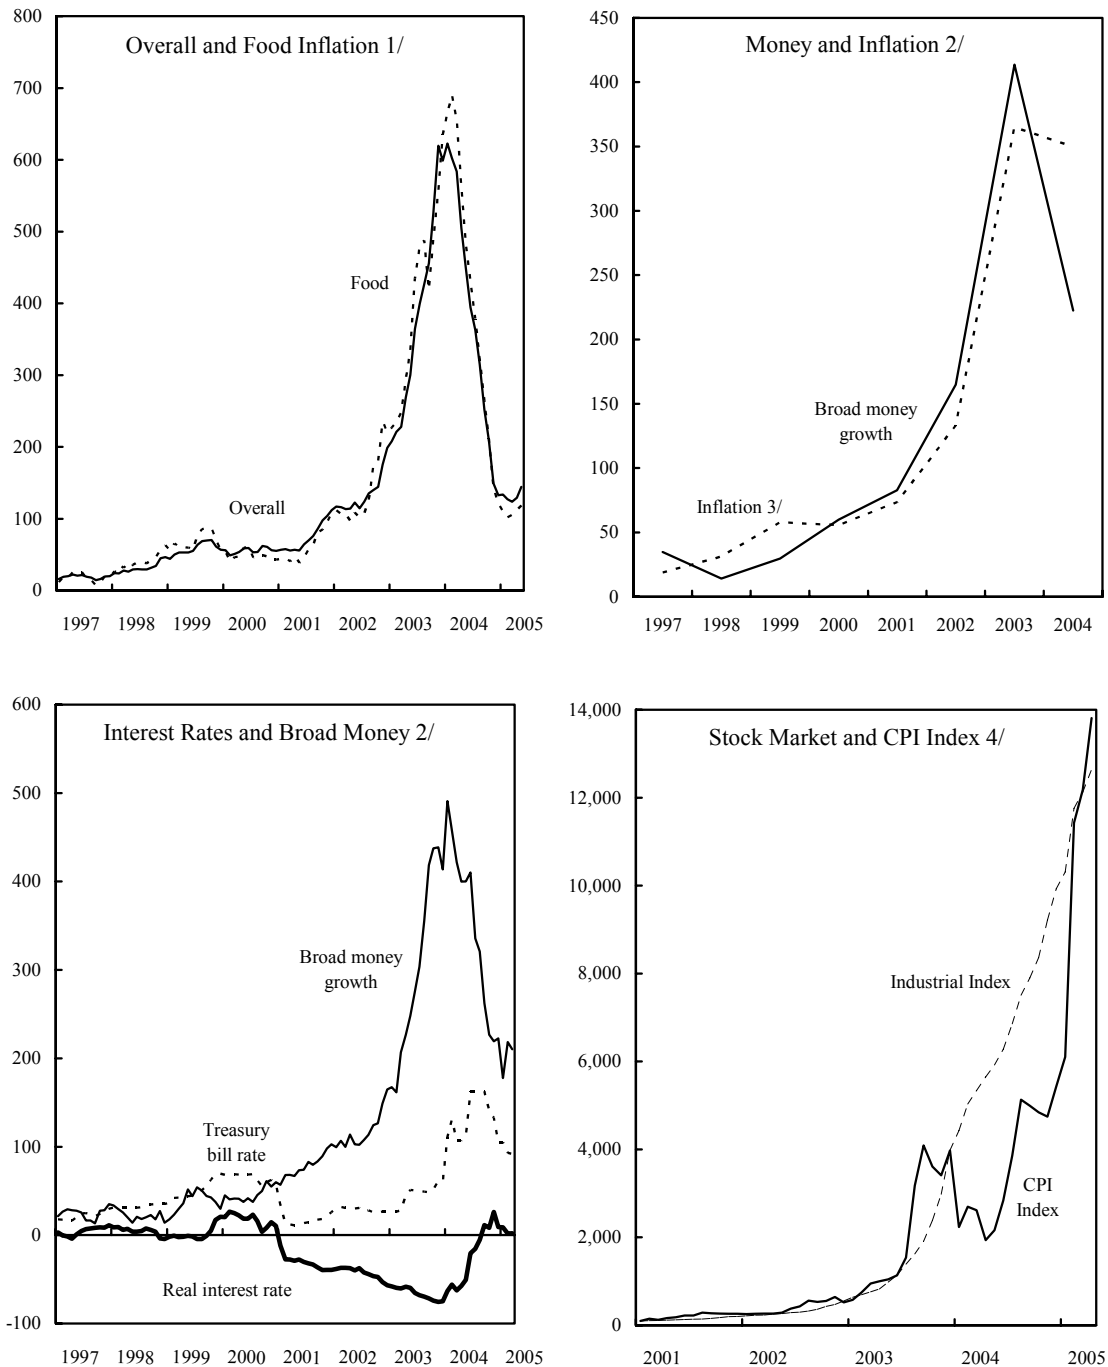 Overall and Food Inflation 1/
800
700
600
500
400
300
200
100
0
Food
Overall
1997 1998 1999 2000 2001 2002 2003 2004 2005
Money and Inflation 2/
450
400
350
300
250
200
150
100
50
0
Broad money
growth
Inflation 3/
1997 1998 1999 2000 2001 2002 2003 2004
Interest Rates and Broad Money 2/
600
500
400
300
200
100
0
-100
Broad money
growth
Treasury
bill rate
Real interest rate
1997 1998 1999 2000 2001 2002 2003 2004 2005
Stock Market and CPI Index 4/
14,000
12,000
10,000
8,000
6,000
4,000
2,000
0
Industrial Index
CPI
Index
2001 2002 2003 2004 2005